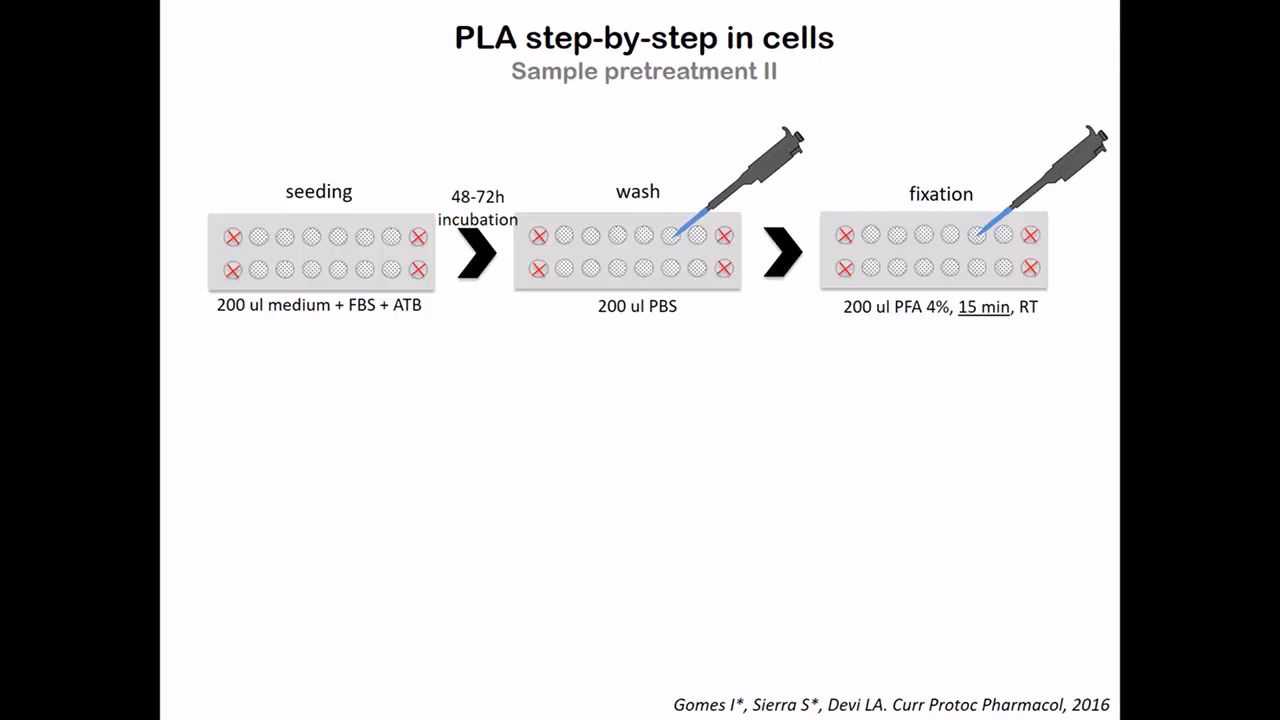 PLA step-by-step in cells
Sample pretreatment II
seeding
48-72h
incubation
wash
fixation
200 ul medium + FBS + ATB
200 ul PBS
200 ul PFA 4%, 15 min, RT
Gomes I*, Sierra S*, Devi LA. Curr Protoc Pharmacol, 2016